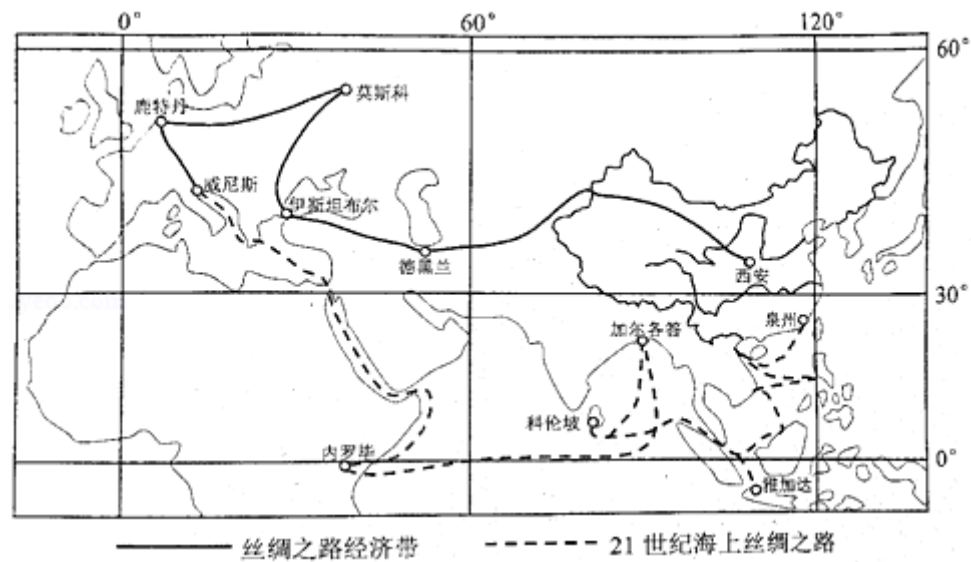 0° 60° 120°
60°
莫斯科
鹿特丹
威尼斯
伊斯坦布尔
德黑兰
西安
30°
泉州
加尔各答
科伦坡
内罗毕
0°
雅加达
丝绸之路经济带 21世纪海上丝绸之路